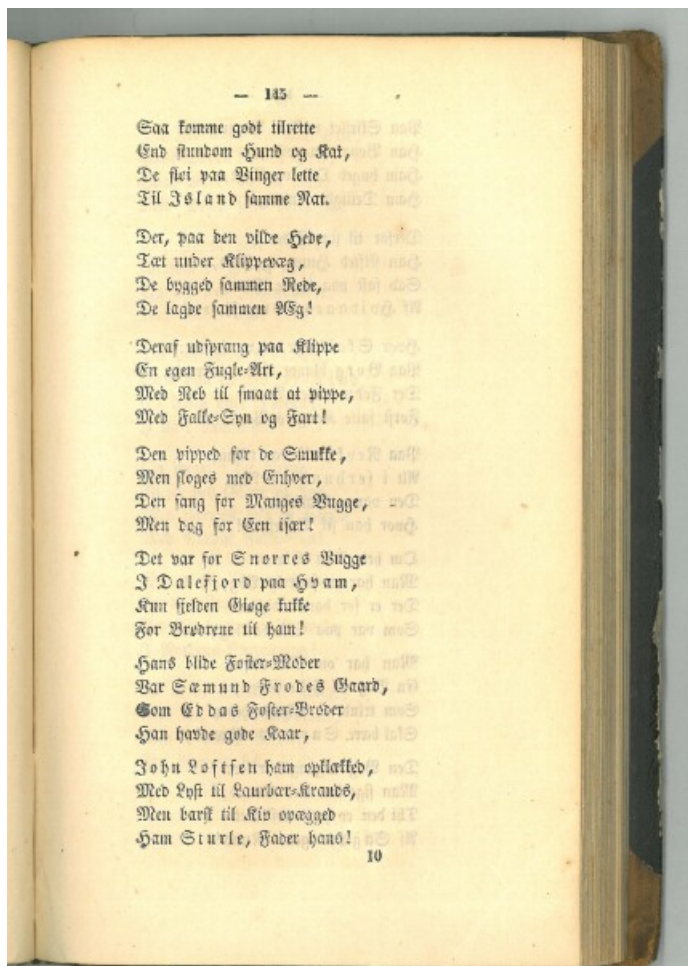 — 145 —
Saa komme godt tilrette
End stundom Hund og Kat,
De fløi paa Vinger lette
Til Island samme Nat.
Der, paa den vilde Hede,
Tæt under Klippevæg,
De bygged sammen Rede,
De lagde sammen Æg!
Deraf udsprang paa Klippe
En egen Fugle-Art,
Med Neb til smaat at pippe,
Med Falke-Syn og Fart!
Den pipped for de Smukke,
Men sloges med Enhver,
Den sang for Manges Vugge,
Men dog for Een især!
Det var for Snorres Vugge
I Dalefjord paa Hvam,
Kun sjelden Gjøge kukke
For Brødrene til ham!
Hans blide Foster-Moder
Var Sæmund Frodes Gaard,
Som Eddas Foster-Broder
Han havde gode Kaar,
John Loftsen ham opklækked,
Med Lyst til Laurbær-Krands,
Men barsk til Kiv opægged
Ham Sturle, Fader hans!
10